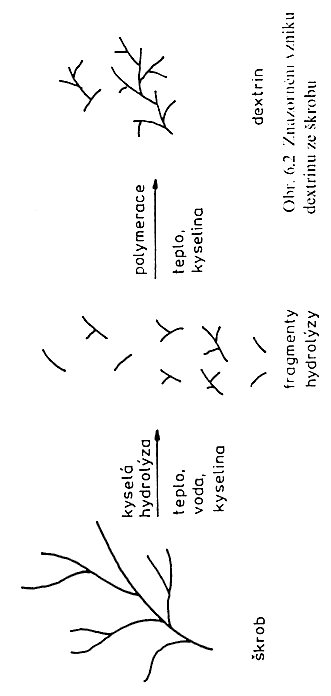 škrob
kyselá
hydrolýza
teplo,
voda,
kyselina
fragmenty
hydrolýzy
polymerace
teplo,
kyselina
dextrin
Obr. 6.2 Znázornění vzniku
dextrinu ze škrobu